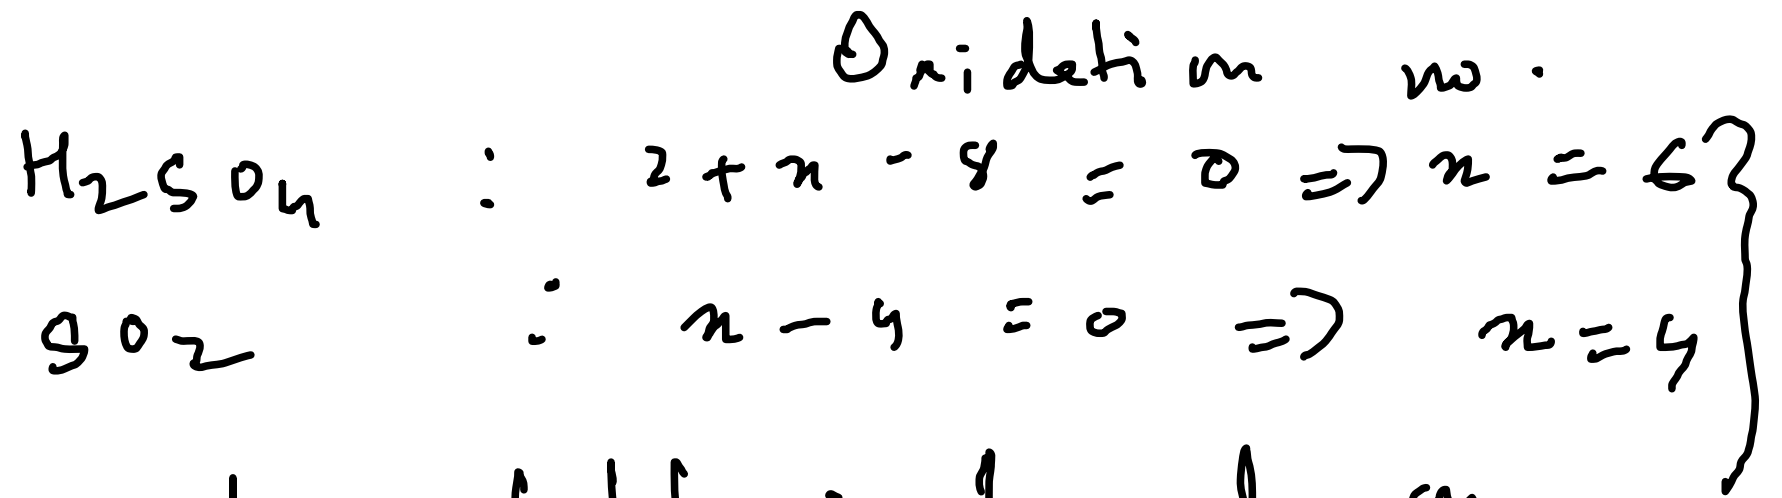 Oxidation no.
H₂SO₄ : 2 + x - 8 = 0 => x = 6
SO₂ : x - 4 = 0 => x = 4